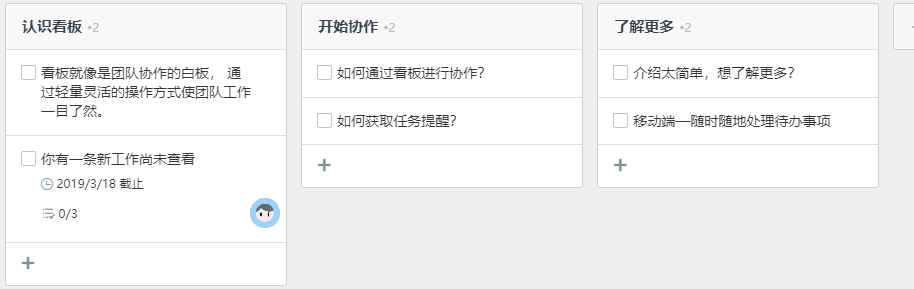 认识看板 •2
看板就像是团队协作的白板， 通
过轻量灵活的操作方式使团队工作
一目了然。
你有一条新工作尚未查看
2019/3/18 截止
0/3
开始协作 •2
如何通过看板进行协作？
如何获取任务提醒？
了解更多 •2
介绍太简单，想了解更多？
移动端—随时随地处理待办事项